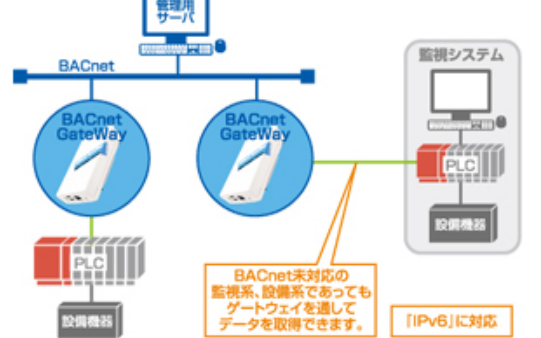 管理用
サーバ
BACnet
監視システム
BACnet
GateWay
BACnet
GateWay
PLC
設備機器
PLC
設備機器
BACnet未対応の
監視系、設備系であっても
ゲートウェイを通して
データを取得できます。
「IPv6」に対応